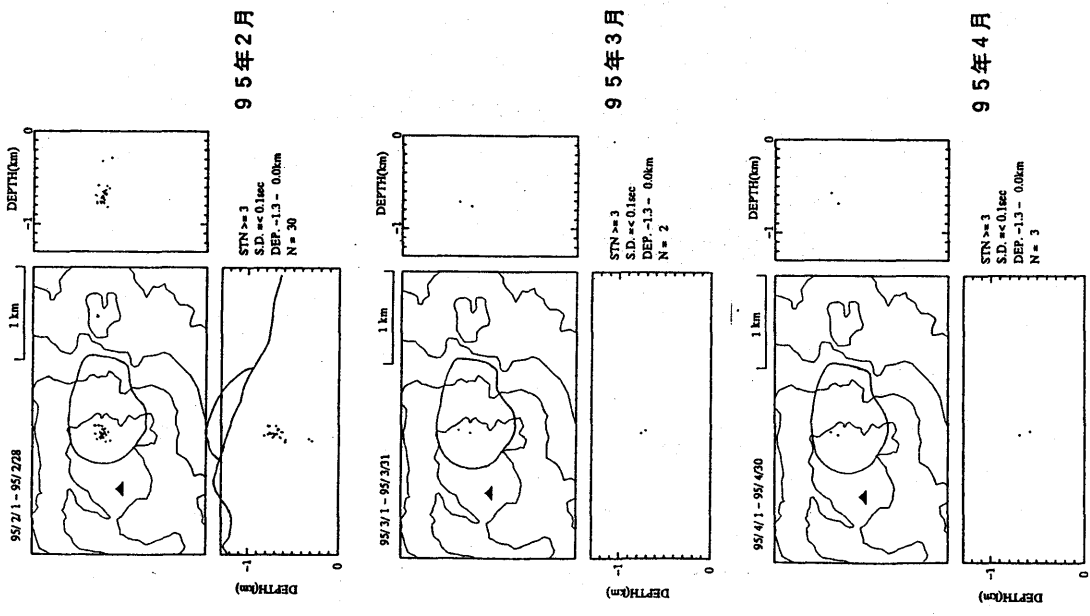 95年2月
95/ 2/ 1 - 95/ 2/28
1 km
DEPTH(km)
-1
0
STN >= 3
S.D. =< 0.1sec
DEP. -1.3 - 0.0km
N = 30
DEPTH(km)
-1
0
95年3月
95/ 3/ 1 - 95/ 3/31
1 km
DEPTH(km)
-1
0
STN >= 3
S.D. =< 0.1sec
DEP. -1.3 - 0.0km
N = 2
DEPTH(km)
-1
0
95年4月
95/ 4/ 1 - 95/ 4/30
1 km
DEPTH(km)
-1
0
STN >= 3
S.D. =< 0.1sec
DEP. -1.3 - 0.0km
N = 3
DEPTH(km)
-1
0